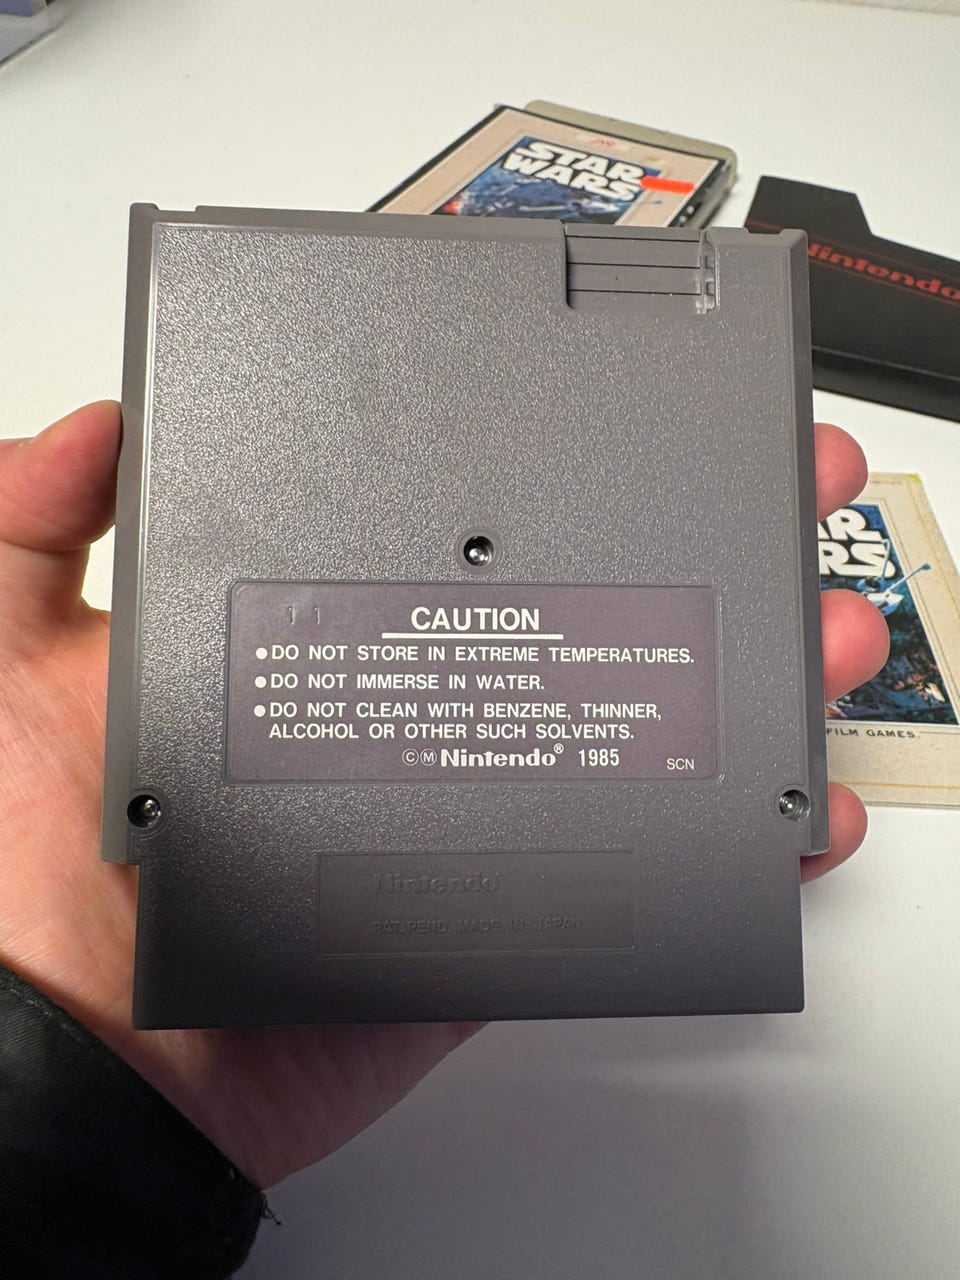 STAR
WARS
Nintendo
1 1
CAUTION
●DO NOT STORE IN EXTREME TEMPERATURES.
●DO NOT IMMERSE IN WATER.
●DO NOT CLEAN WITH BENZENE, THINNER,
ALCOHOL OR OTHER SUCH SOLVENTS.
©Ⓜ Nintendo® 1985
SCN
Nintendo
PAT. PEND. MADE IN JAPAN
AR
RS
FILM GAMES.